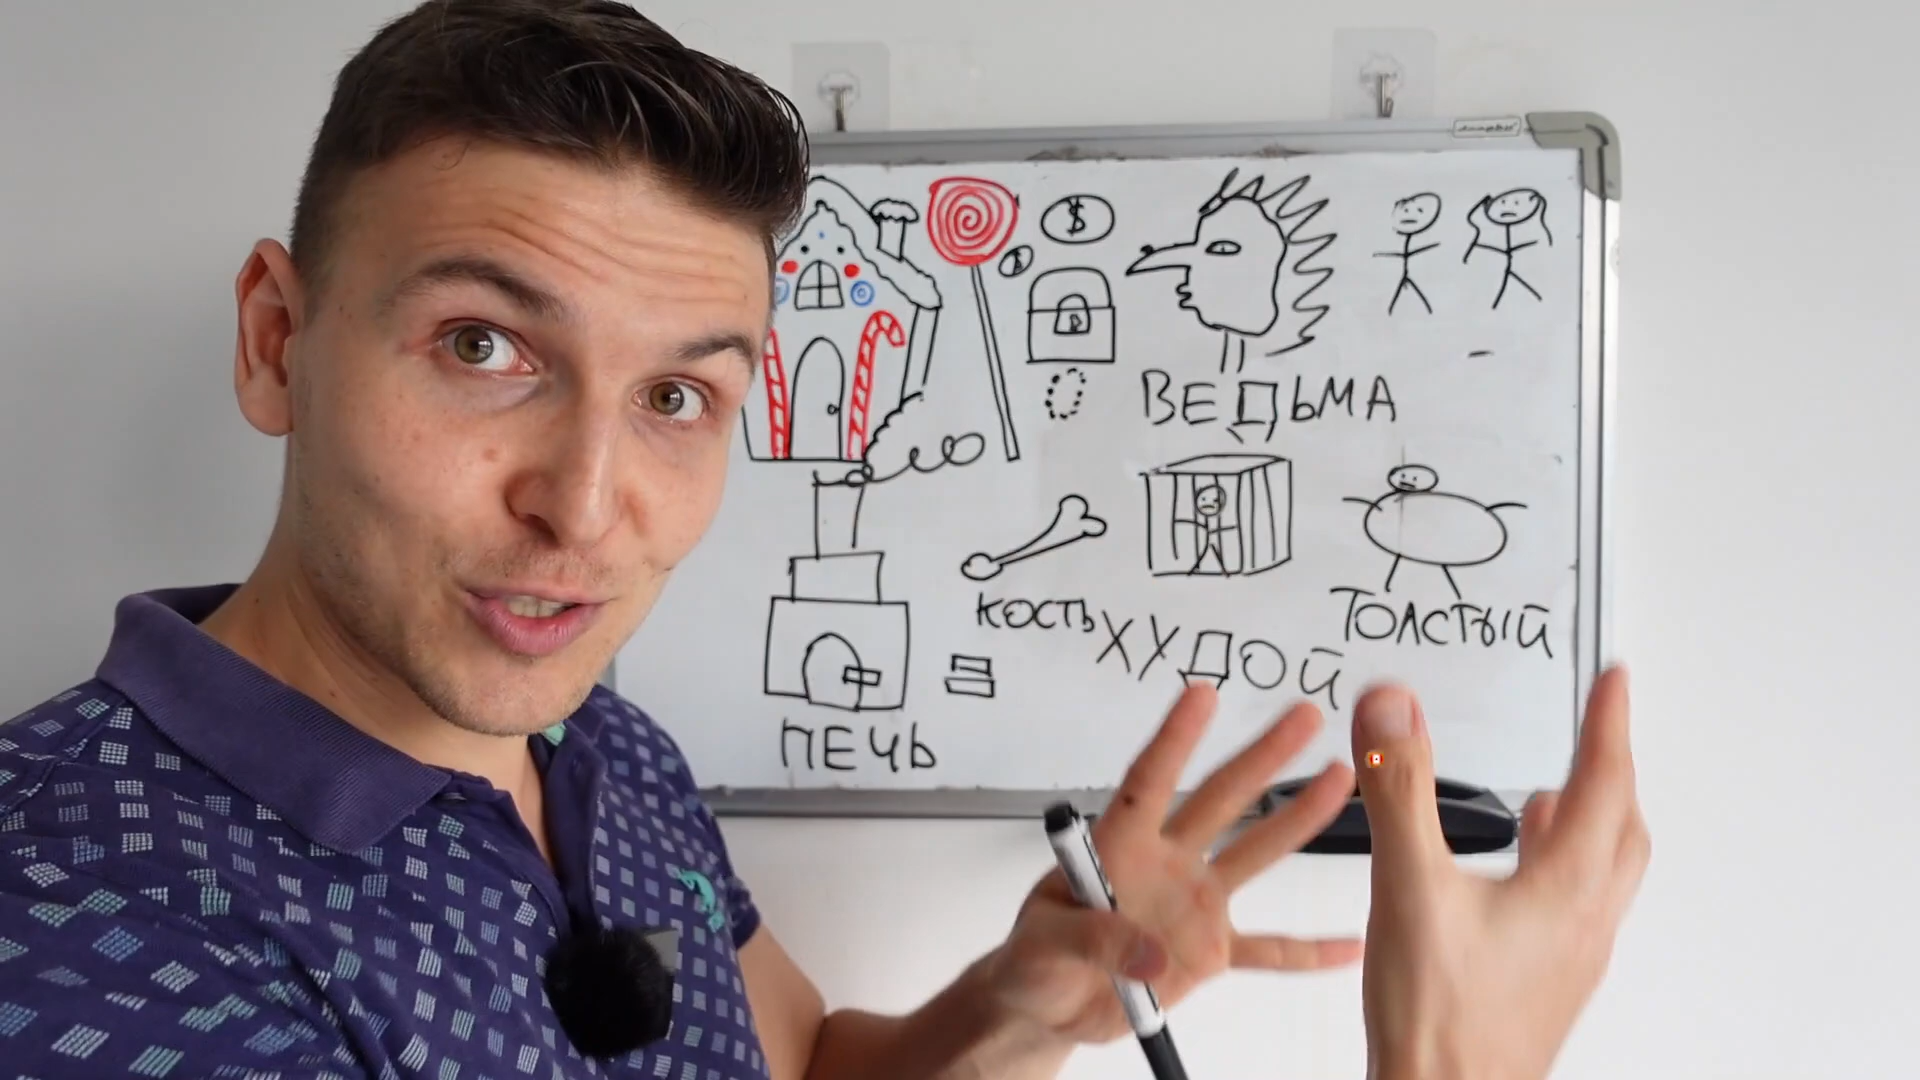 $
$
ВЕДЬМА
КОСТЬ
ХУДОЙ
ТОЛСТЫЙ
ПЕЧЬ